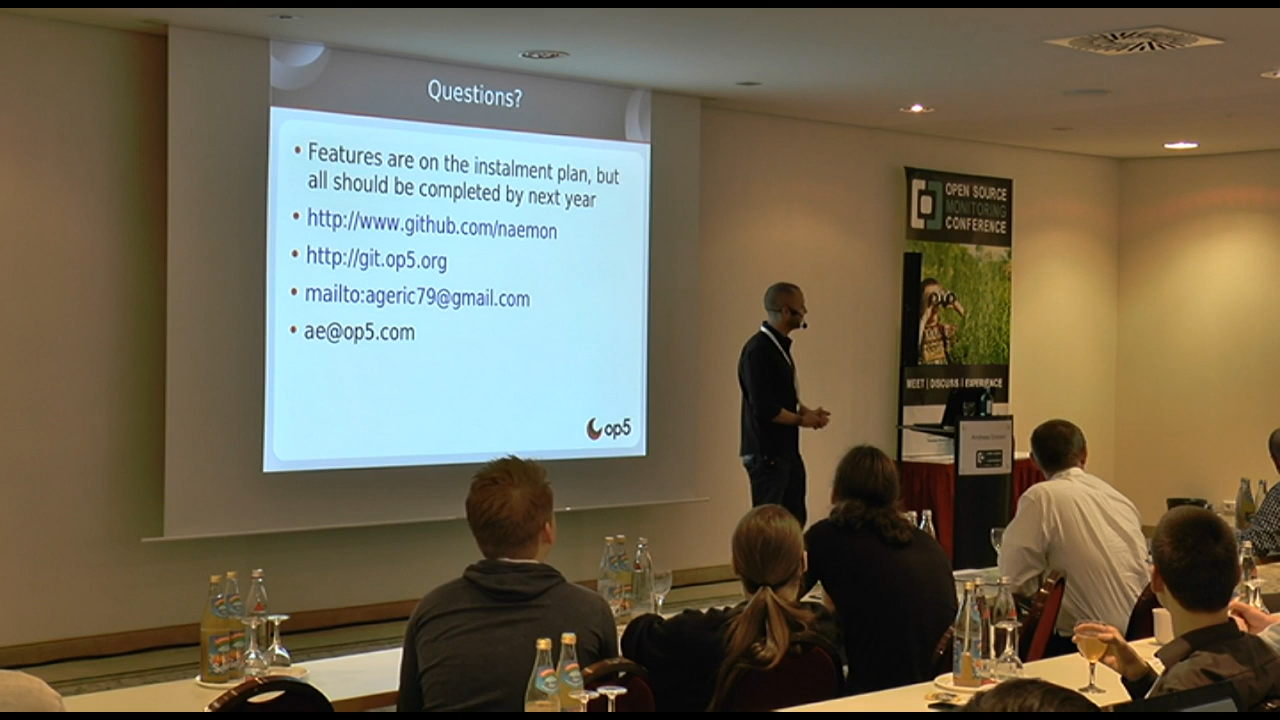 Questions?
• Features are on the instalment plan, but
all should be completed by next year
• http://www.github.com/naemon
• http://git.op5.org
• mailto:ageric79@gmail.com
• ae@op5.com
op5
OPEN SOURCE
MONITORING
CONFERENCE
MEET | DISCUSS | EXPERIENCE